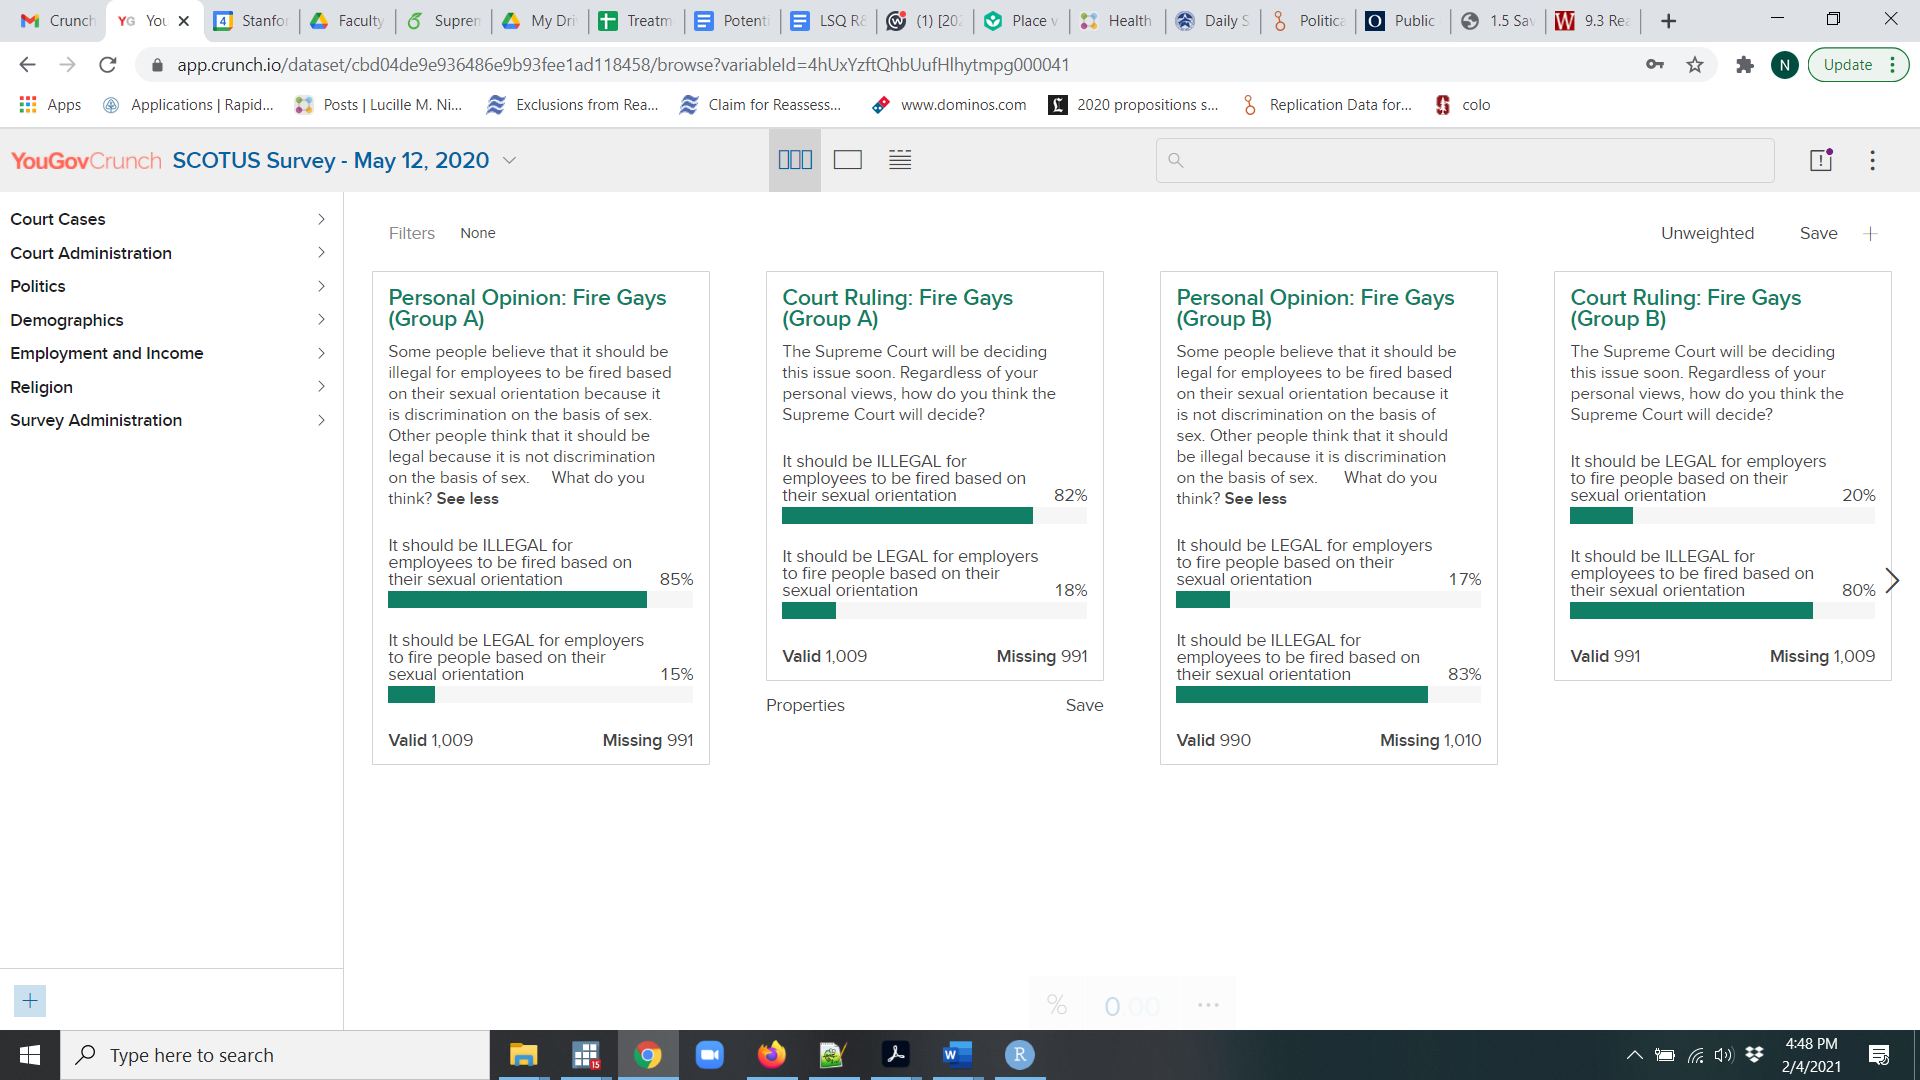 Crunch
You
Stanfo
Faculty
Suprem
My Dri
Treatm
Potenti
LSQ R&
(1) [202
Place v
Health
Daily S
Politica
Public
1.5 Sav
9.3 Rea
app.crunch.io/dataset/cbd04de9e936486e9b93fee1ad118458/browse?variableId=4hUxYzftQhbUufHlhytmpg000041
N
Update
Apps
Applications | Rapid...
Posts | Lucille M. Ni...
Exclusions from Rea...
Claim for Reassess...
www.dominos.com
2020 propositions s...
Replication Data for...
colo
YouGovCrunch SCOTUS Survey - May 12, 2020
Court Cases
Court Administration
Politics
Demographics
Employment and Income
Religion
Survey Administration
Filters None
Unweighted Save
Personal Opinion: Fire Gays
(Group A)
Some people believe that it should be
illegal for employees to be fired based
on their sexual orientation because it
is discrimination on the basis of sex.
Other people think that it should be
legal because it is not discrimination
on the basis of sex. What do you
think? See less
It should be ILLEGAL for
employees to be fired based on
their sexual orientation 85%
It should be LEGAL for employers
to fire people based on their
sexual orientation 15%
Valid 1,009 Missing 991
Court Ruling: Fire Gays
(Group A)
The Supreme Court will be deciding
this issue soon. Regardless of your
personal views, how do you think the
Supreme Court will decide?
It should be ILLEGAL for
employees to be fired based on
their sexual orientation 82%
It should be LEGAL for employers
to fire people based on their
sexual orientation 18%
Valid 1,009 Missing 991
Properties Save
Personal Opinion: Fire Gays
(Group B)
Some people believe that it should be
legal for employees to be fired based
on their sexual orientation because it
is not discrimination on the basis of
sex. Other people think that it should
be illegal because it is discrimination
on the basis of sex. What do you
think? See less
It should be LEGAL for employers
to fire people based on their
sexual orientation 17%
It should be ILLEGAL for
employees to be fired based on
their sexual orientation 83%
Valid 990 Missing 1,010
Court Ruling: Fire Gays
(Group B)
The Supreme Court will be deciding
this issue soon. Regardless of your
personal views, how do you think the
Supreme Court will decide?
It should be LEGAL for employers
to fire people based on their
sexual orientation 20%
It should be ILLEGAL for
employees to be fired based on
their sexual orientation 80%
Valid 991 Missing 1,009
% 0.00 ...
Type here to search
4:48 PM
2/4/2021